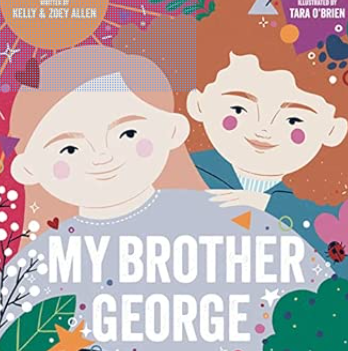 WRITTEN BY
KELLY & ZOEY ALLEN
ILLUSTRATED BY
TARA O'BRIEN
MY BROTHER
GEORGE